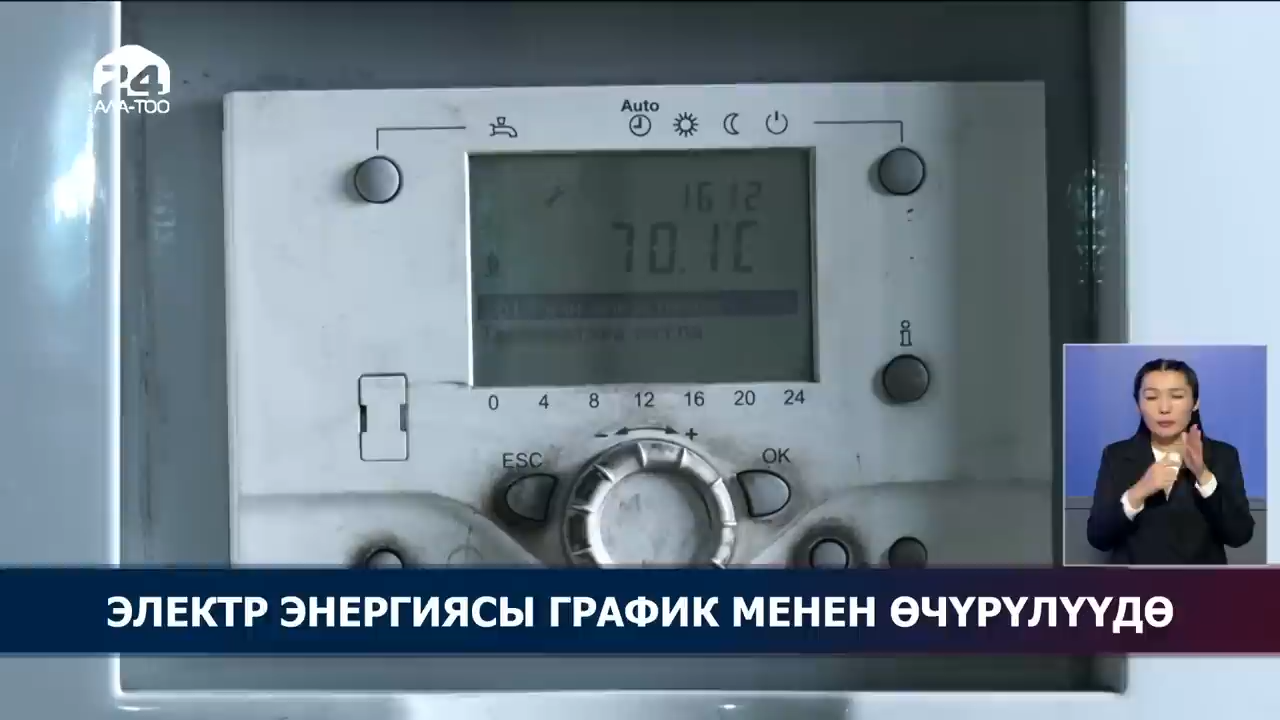 24
АЛА-ТОО
Auto
16 12
70.1C
0 4 8 12 16 20 24
- +
ESC
OK
ЭЛЕКТР ЭНЕРГИЯСЫ ГРАФИК МЕНЕН ӨЧҮРҮЛҮҮДӨ